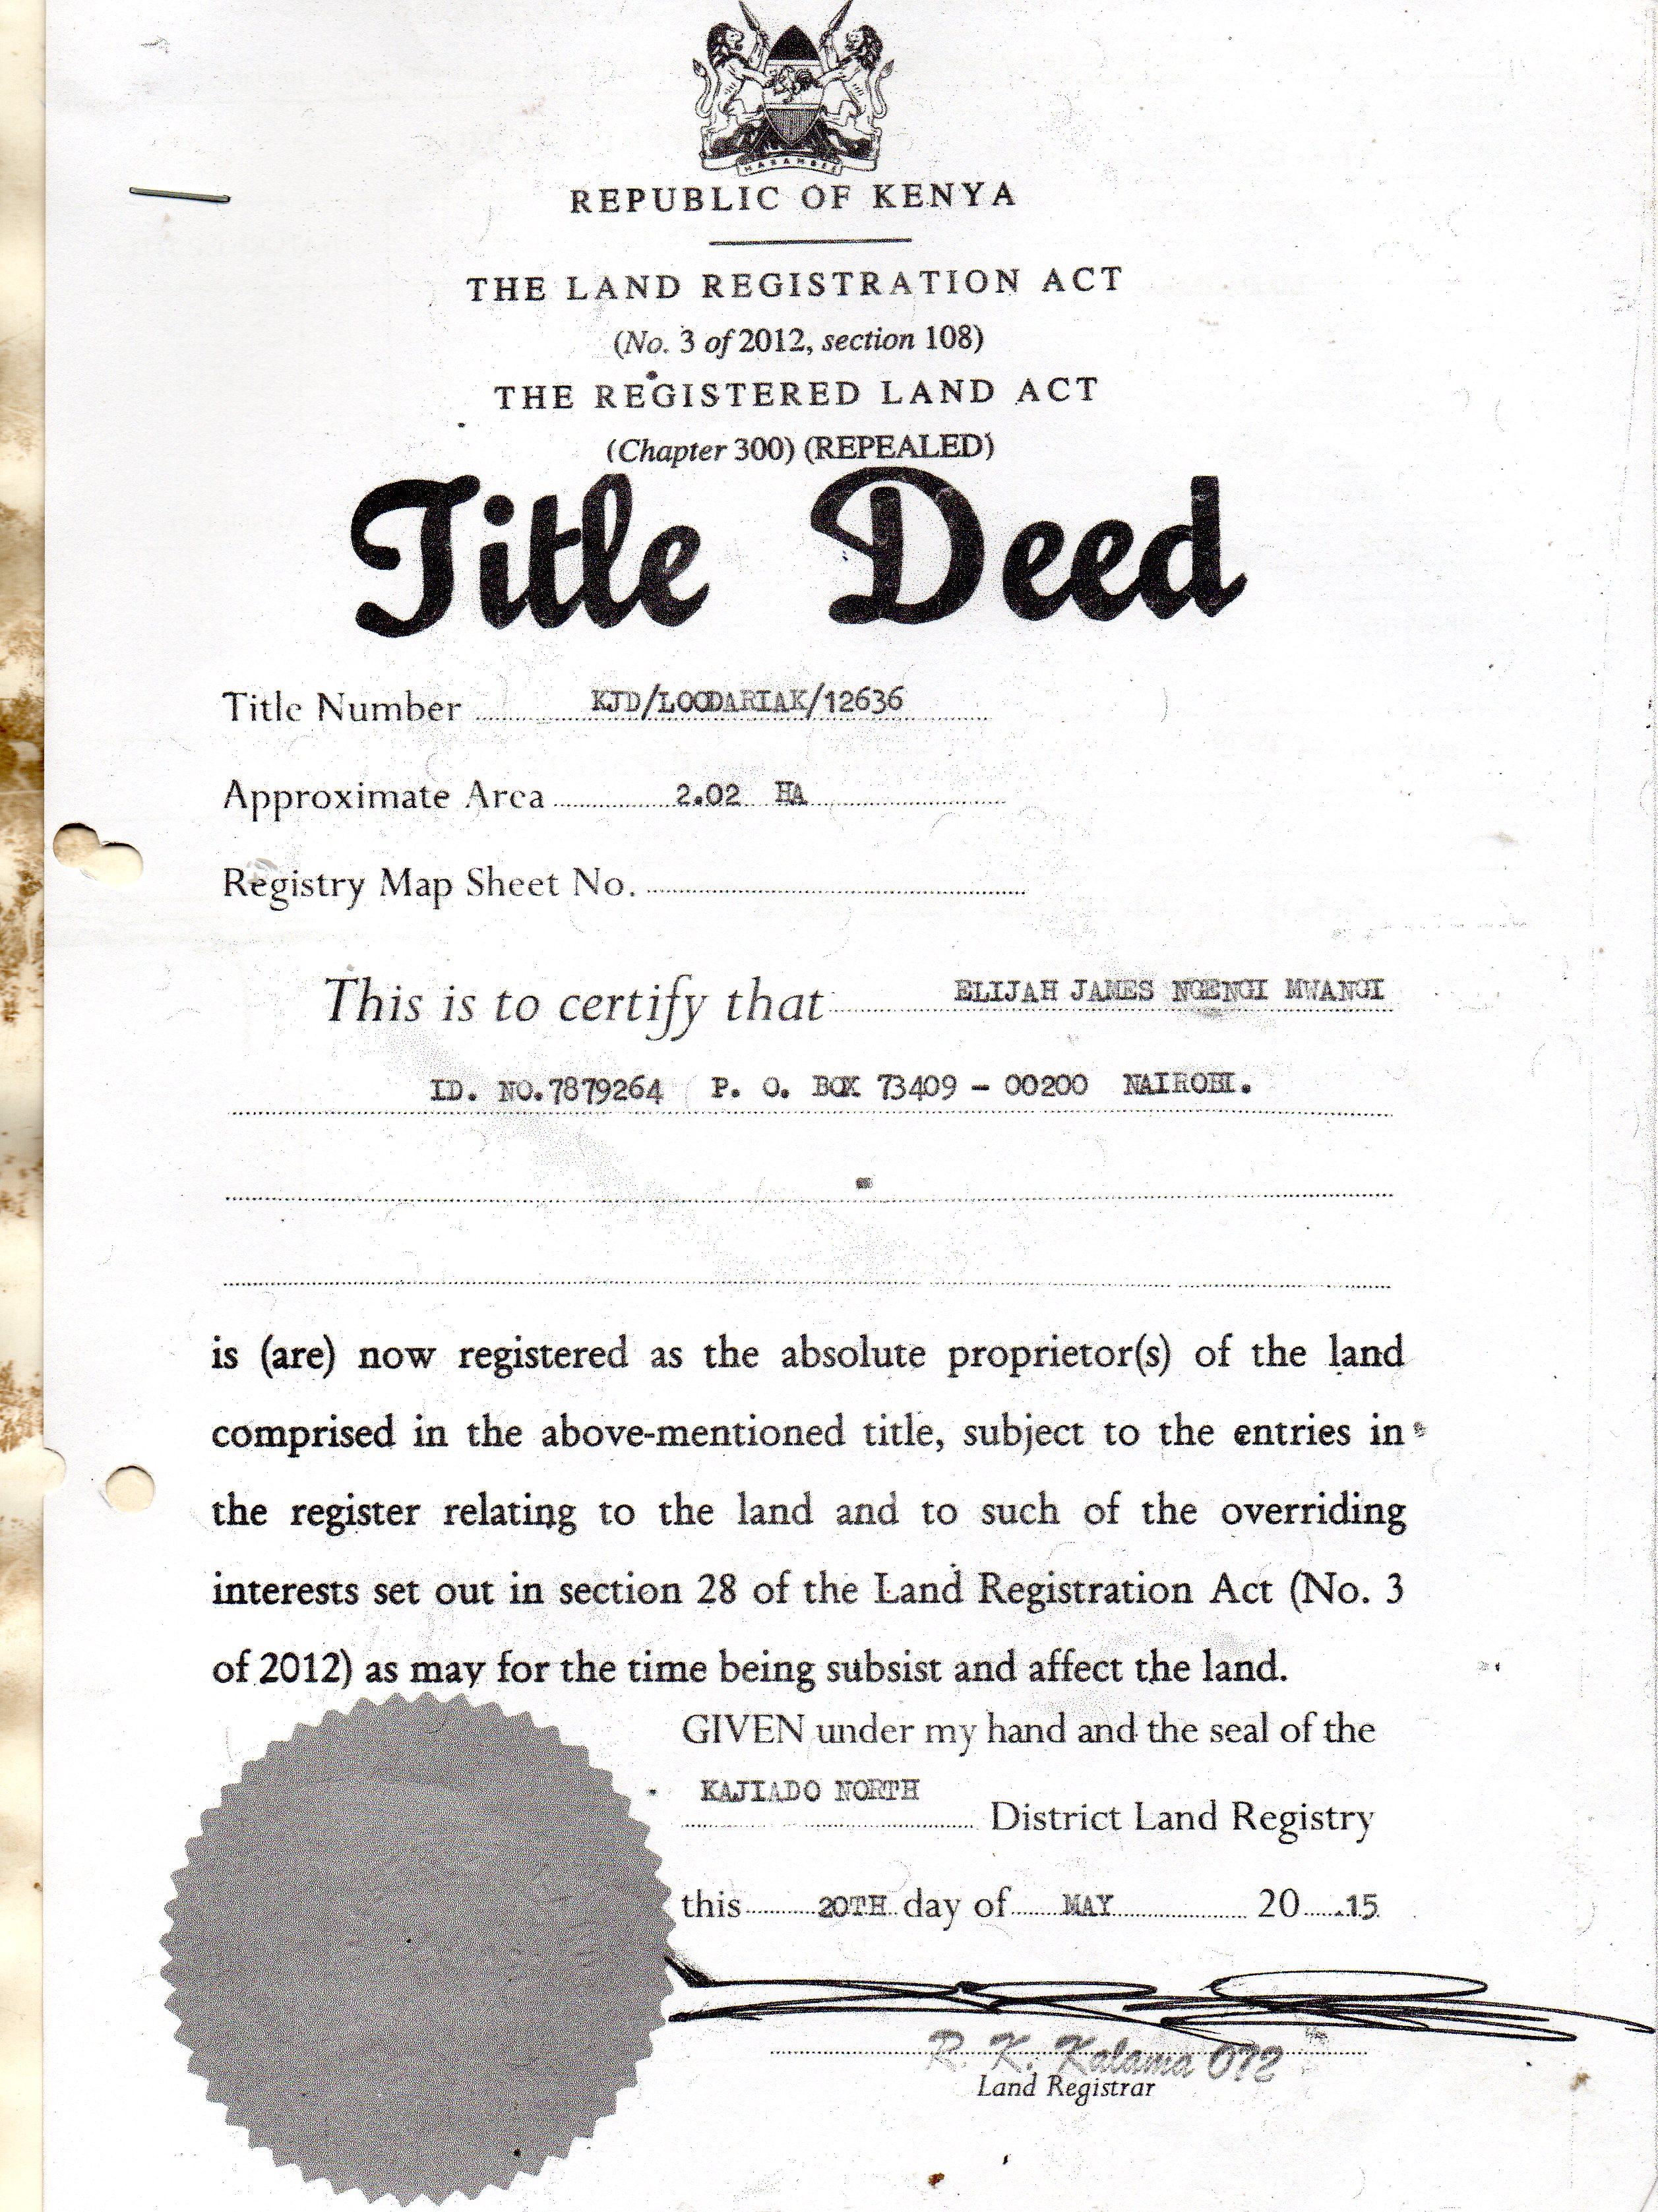 HARAMBEE
REPUBLIC OF KENYA
THE LAND REGISTRATION ACT
(No. 3 of 2012, section 108)
THE REGISTERED LAND ACT
(Chapter 300) (REPEALED)
Title Deed
Title Number KJD/LOODARIAK/12636
Approximate Area 2.02 HA
Registry Map Sheet No.
This is to certify that ELIJAH JAMES NGENGI MWANGI
ID. NO.7879264 P. O. BOX 73409 - 00200 NAIROBI.
is (are) now registered as the absolute proprietor(s) of the land
comprised in the above-mentioned title, subject to the entries in
the register relating to the land and to such of the overriding
interests set out in section 28 of the Land Registration Act (No. 3
of 2012) as may for the time being subsist and affect the land.
GIVEN under my hand and the seal of the
KAJIADO NORTH District Land Registry
this 20TH day of MAY 20 .15
R. K. Kalama 072
Land Registrar